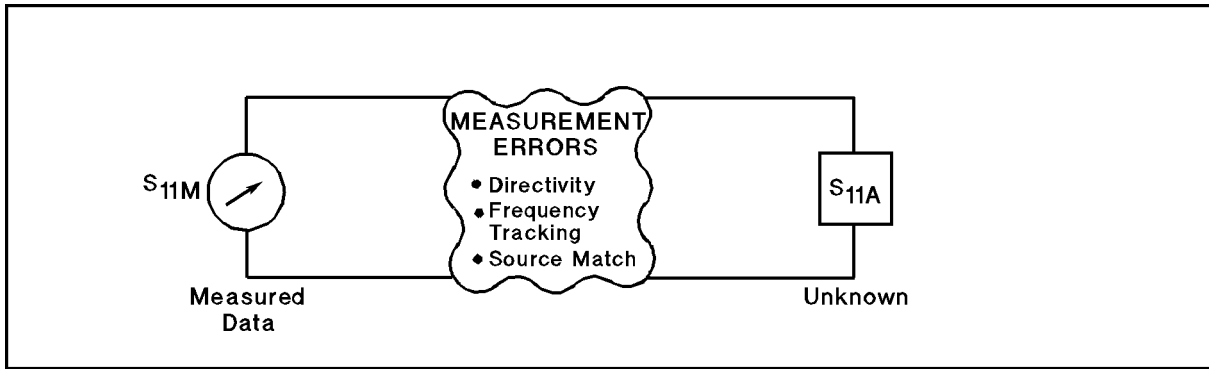 MEASUREMENT
ERRORS
• Directivity
• Frequency
Tracking
• Source Match
S11M
Measured
Data
S11A
Unknown